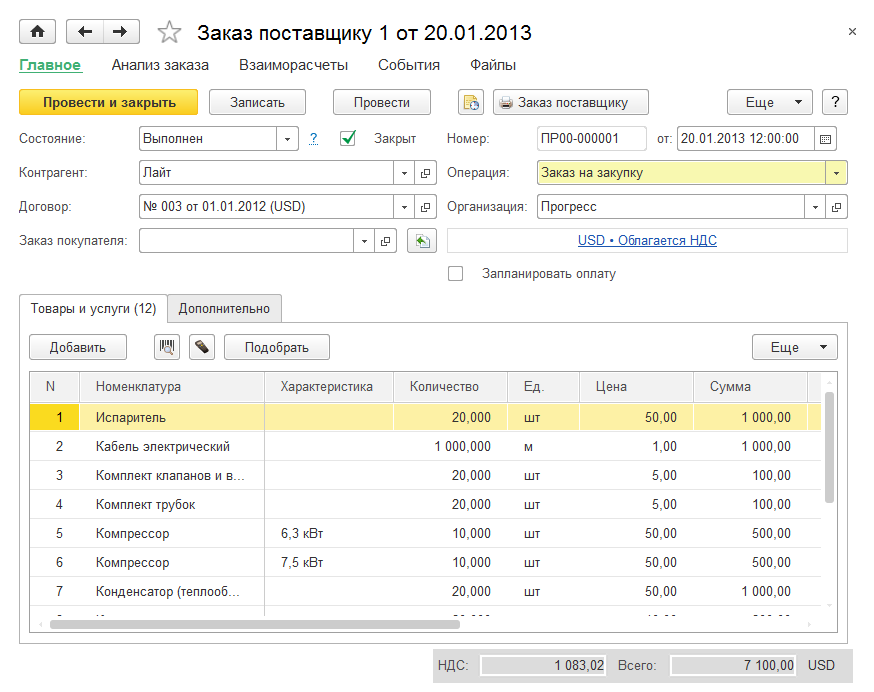 Заказ поставщику 1 от 20.01.2013
Главное Анализ заказа Взаиморасчеты События Файлы
Провести и закрыть Записать Провести Заказ поставщику Еще ?
Состояние: Выполнен ? Закрыт Номер: ПР00-000001 от: 20.01.2013 12:00:00
Контрагент: Лайт Операция: Заказ на закупку
Договор: № 003 от 01.01.2012 (USD) Организация: Прогресс
Заказ покупателя: USD • Облагается НДС
Запланировать оплату
Товары и услуги (12) Дополнительно
Добавить Подобрать Еще
N Номенклатура Характеристика Количество Ед. Цена Сумма
1 Испаритель 20,000 шт 50,00 1 000,00
2 Кабель электрический 1 000,000 м 1,00 1 000,00
3 Комплект клапанов и в... 20,000 шт 5,00 100,00
4 Комплект трубок 20,000 шт 5,00 100,00
5 Компрессор 6,3 кВт 10,000 шт 50,00 500,00
6 Компрессор 7,5 кВт 10,000 шт 50,00 500,00
7 Конденсатор (теплооб... 20,000 шт 50,00 1 000,00
НДС: 1 083,02 Всего: 7 100,00 USD